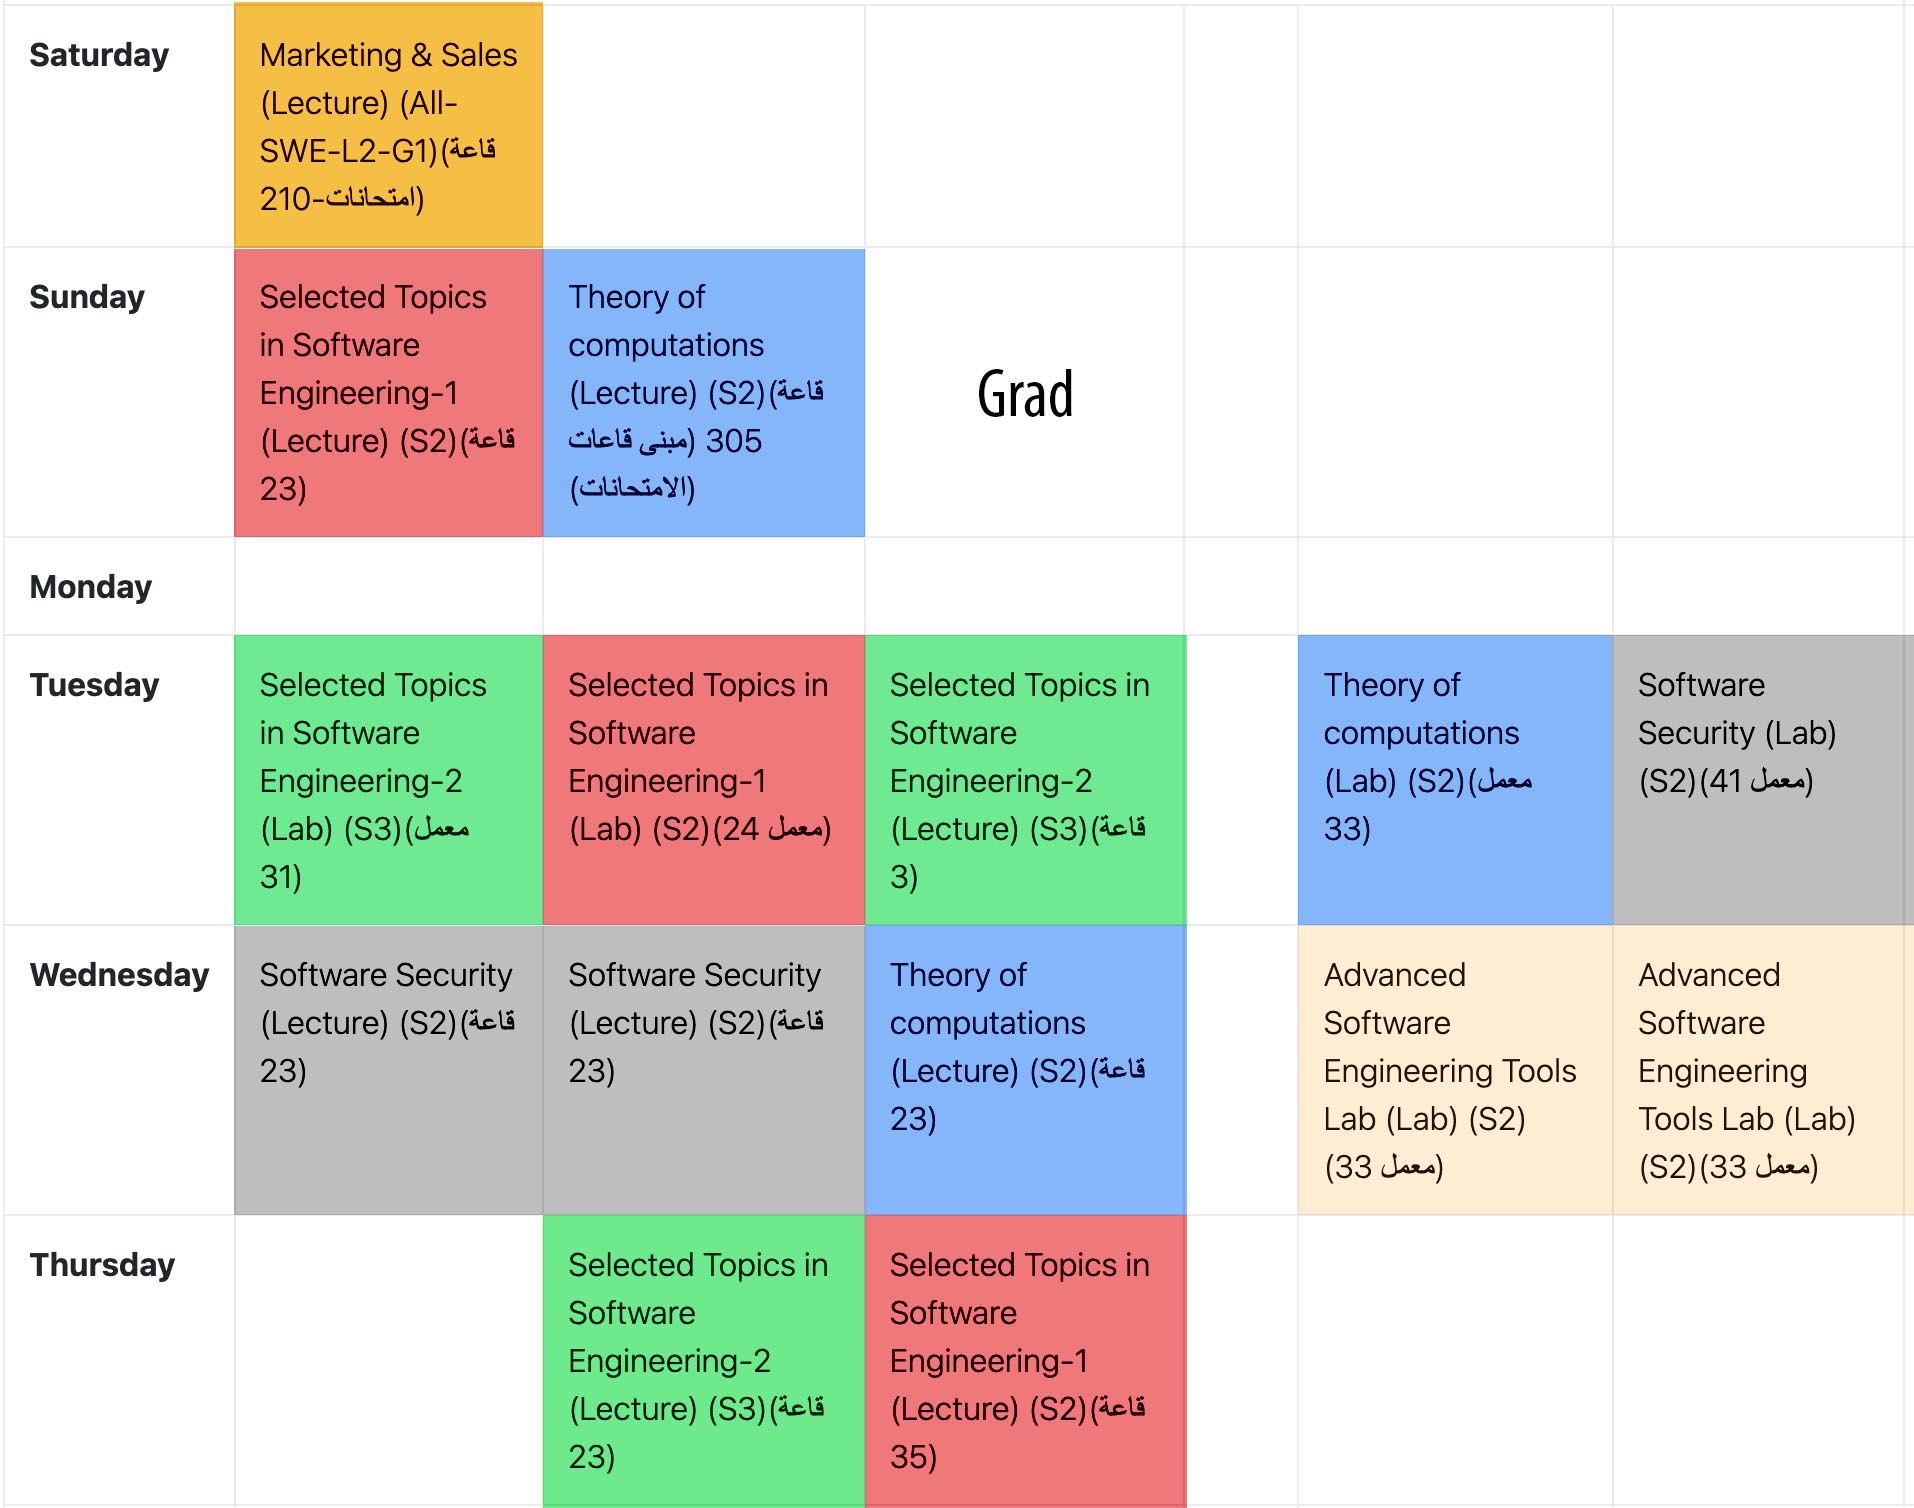 Saturday
Marketing & Sales
(Lecture) (All-
SWE-L2-G1)(قاعة
210-امتحانات)
Sunday
Selected Topics
in Software
Engineering-1
(Lecture) (S2)(قاعة
23)
Theory of
computations
(Lecture) (S2)(قاعة
305 (مبنى قاعات
(الامتحانات)
Grad
Monday
Tuesday
Selected Topics
in Software
Engineering-2
(Lab) (S3)(معمل
31)
Selected Topics in
Software
Engineering-1
(Lab) (S2)(معمل 24)
Selected Topics in
Software
Engineering-2
(Lecture) (S3)(قاعة
3)
Theory of
computations
(Lab) (S2)(معمل
33)
Software
Security (Lab)
(S2)(معمل 41)
Wednesday
Software Security
(Lecture) (S2)(قاعة
23)
Software Security
(Lecture) (S2)(قاعة
23)
Theory of
computations
(Lecture) (S2)(قاعة
23)
Advanced
Software
Engineering Tools
Lab (Lab) (S2)
(معمل 33)
Advanced
Software
Engineering
Tools Lab (Lab)
(S2)(معمل 33)
Thursday
Selected Topics in
Software
Engineering-2
(Lecture) (S3)(قاعة
23)
Selected Topics in
Software
Engineering-1
(Lecture) (S2)(قاعة
35)